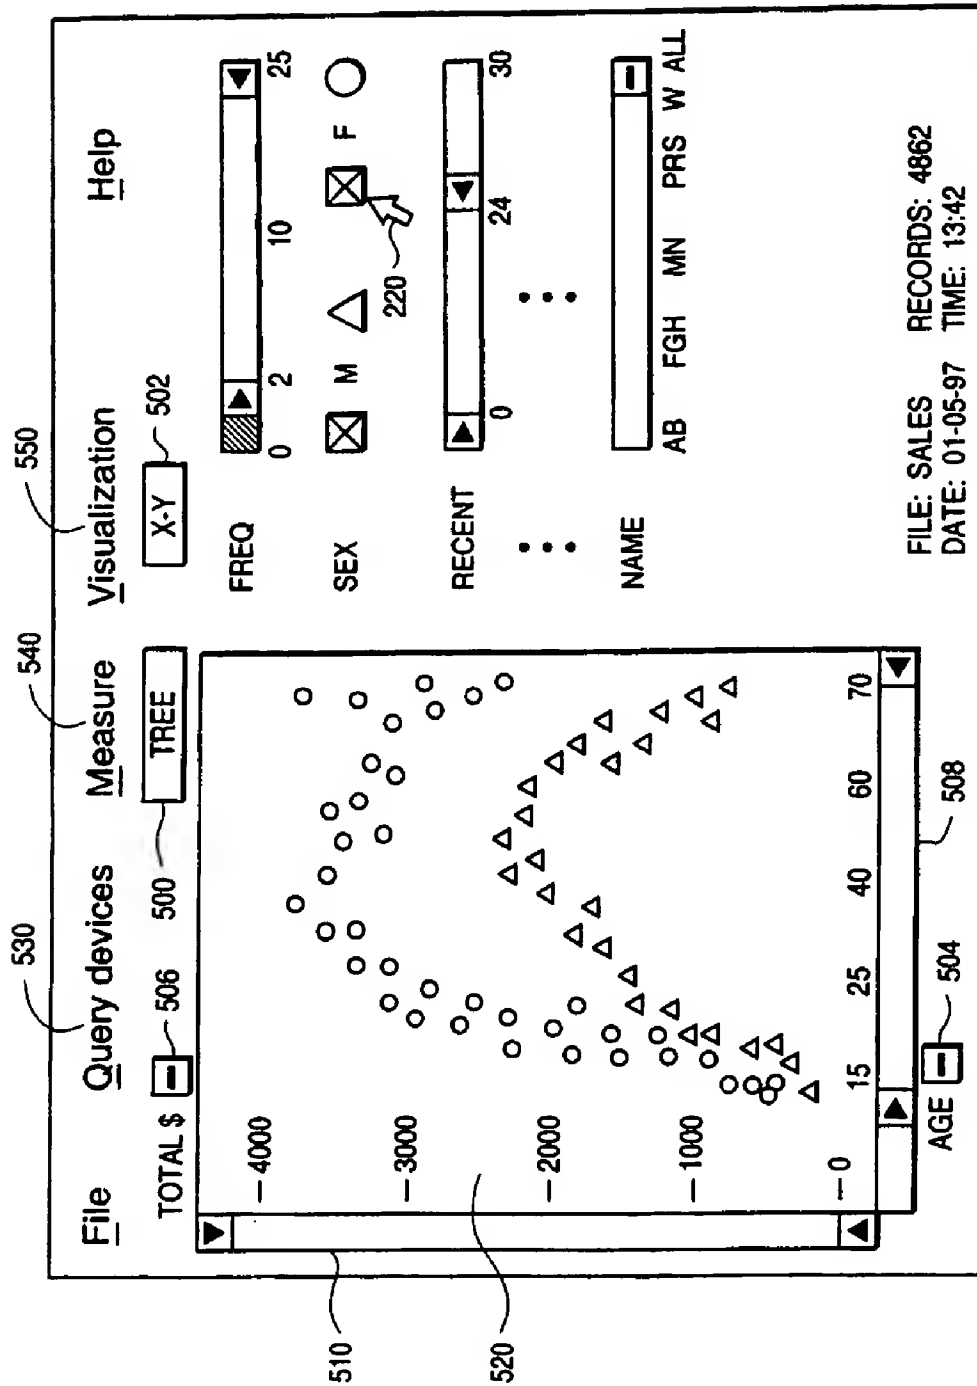 530
540
550
File Query devices Measure Visualization Help
TOTAL $ 506
500
TREE
X-Y
502
4000
3000
2000
1000
0
510
520
15 25 40 60 70
AGE
504
508
FREQ
0 2 10 25
SEX M F
220
RECENT
0 24 30
NAME
AB FGH MN PRS W ALL
FILE: SALES RECORDS: 4862
DATE: 01-05-97 TIME: 13:42